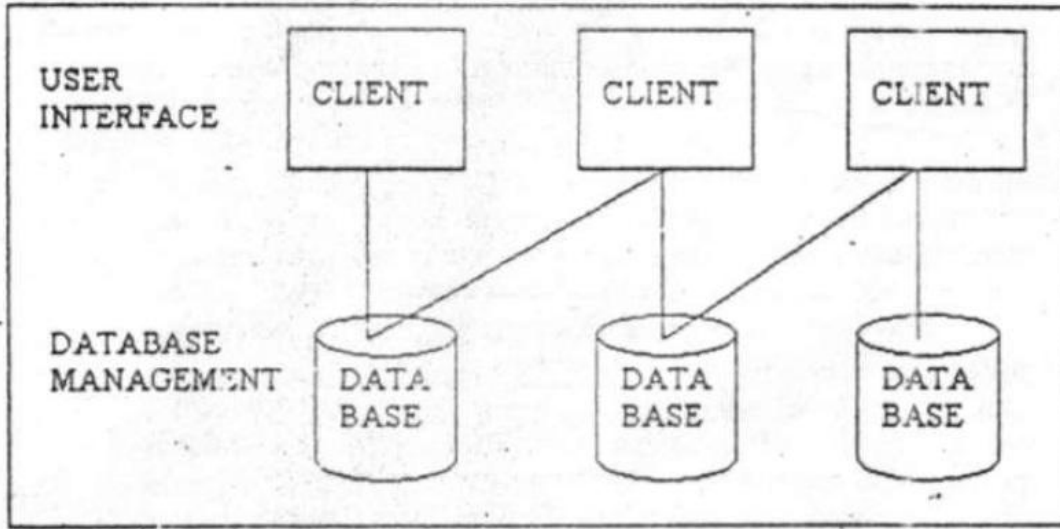 USER
INTERFACE
CLIENT
CLIENT
CLIENT
DATABASE
MANAGEMENT
DATA
BASE
DATA
BASE
DATA
BASE